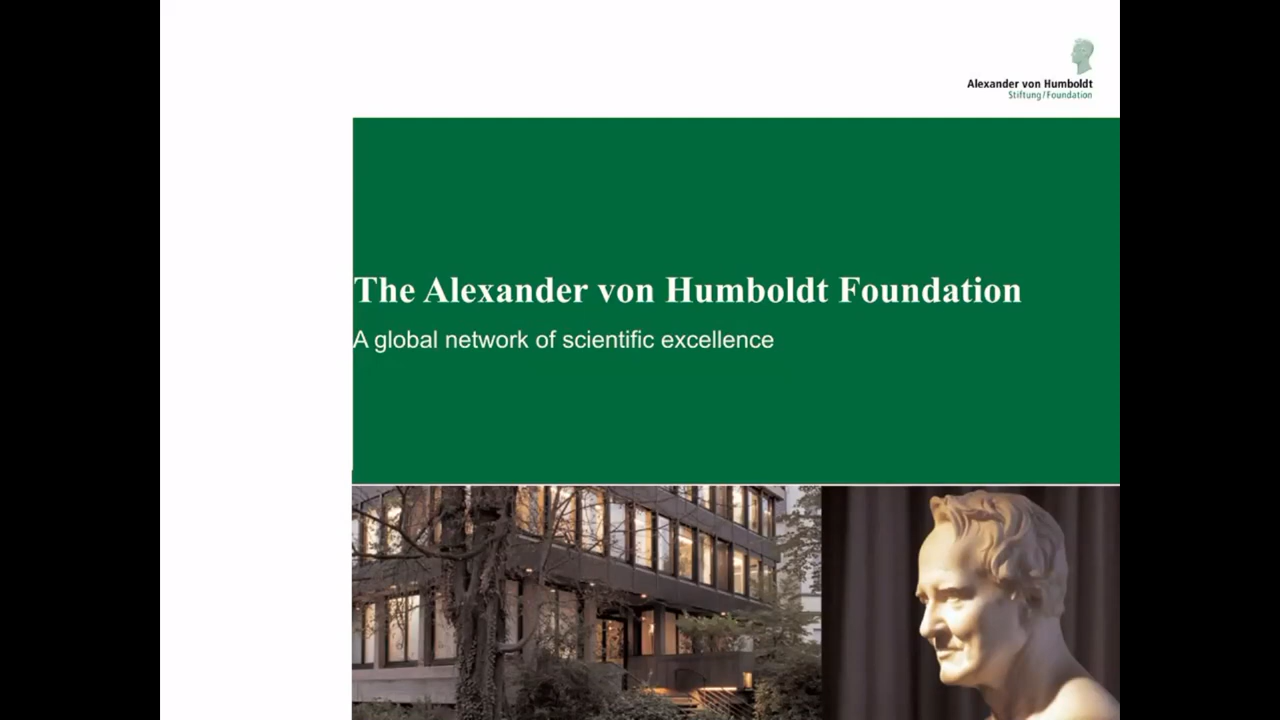 Alexander von Humboldt
Stiftung/Foundation
The Alexander von Humboldt Foundation
A global network of scientific excellence